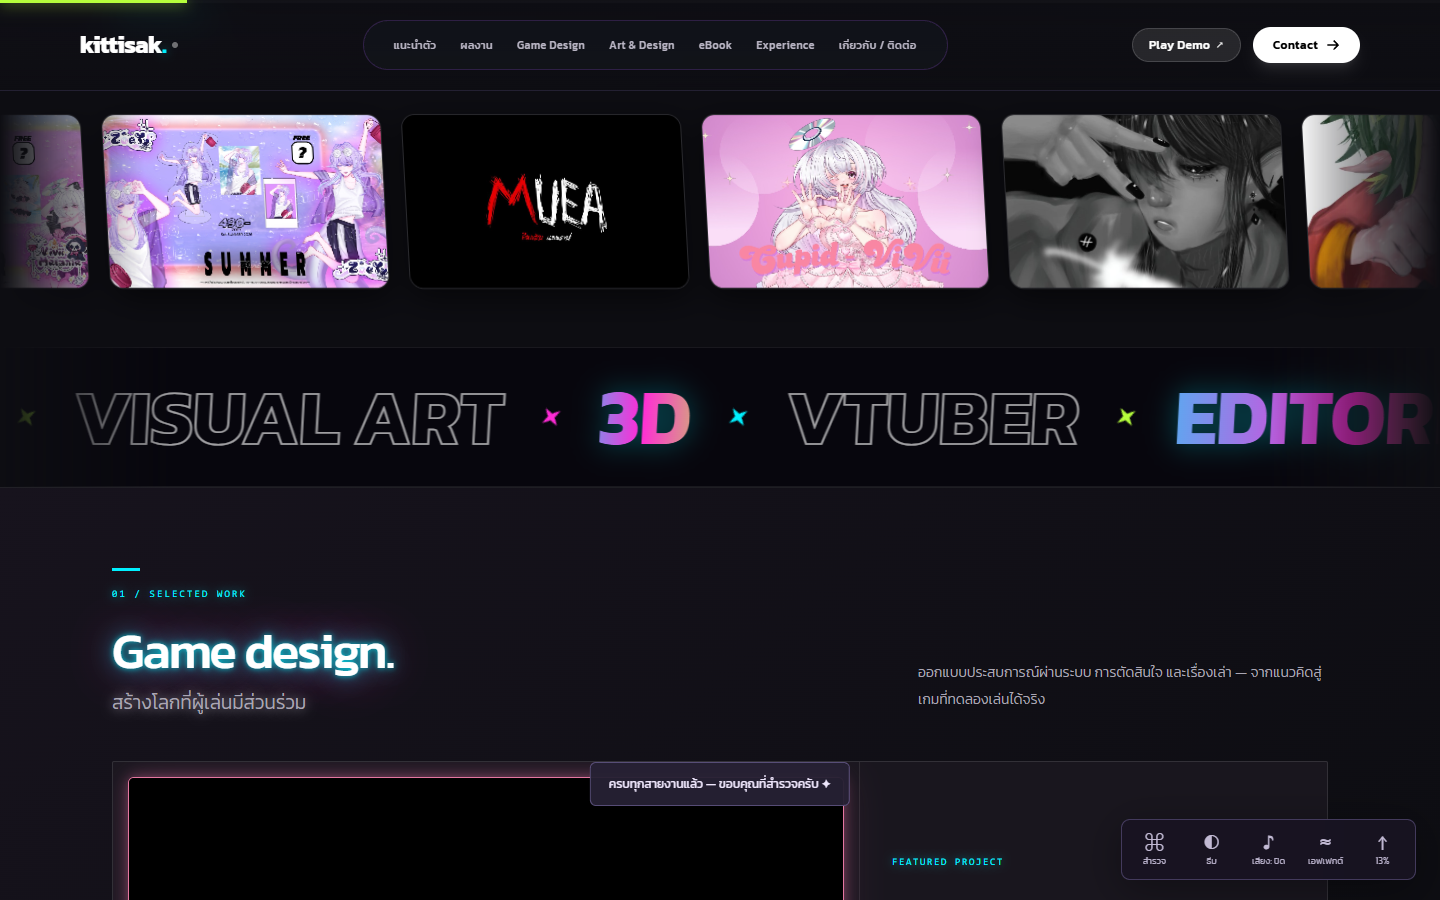 kittisak.
แนะนำตัว
ผลงาน
Game Design
Art & Design
eBook
Experience
เกี่ยวกับ / ติดต่อ
Play Demo ↗
Contact →
FREE
?
SUMMER
MUEA
Cupid - ViVii
#
VISUAL ART
3D
VTUBER
EDITOR
01 / SELECTED WORK
Game design.
สร้างโลกที่ผู้เล่นมีส่วนร่วม
ออกแบบประสบการณ์ผ่านระบบ การตัดสินใจ และเรื่องเล่า — จากแนวคิดสู่
เกมที่ทดลองเล่นได้จริง
ครบทุกสายงานแล้ว — ขอบคุณที่สำรวจครับ ✦
FEATURED PROJECT
สำรวจ
ธีม
เสียง: ปิด
เอฟเฟกต์
13%